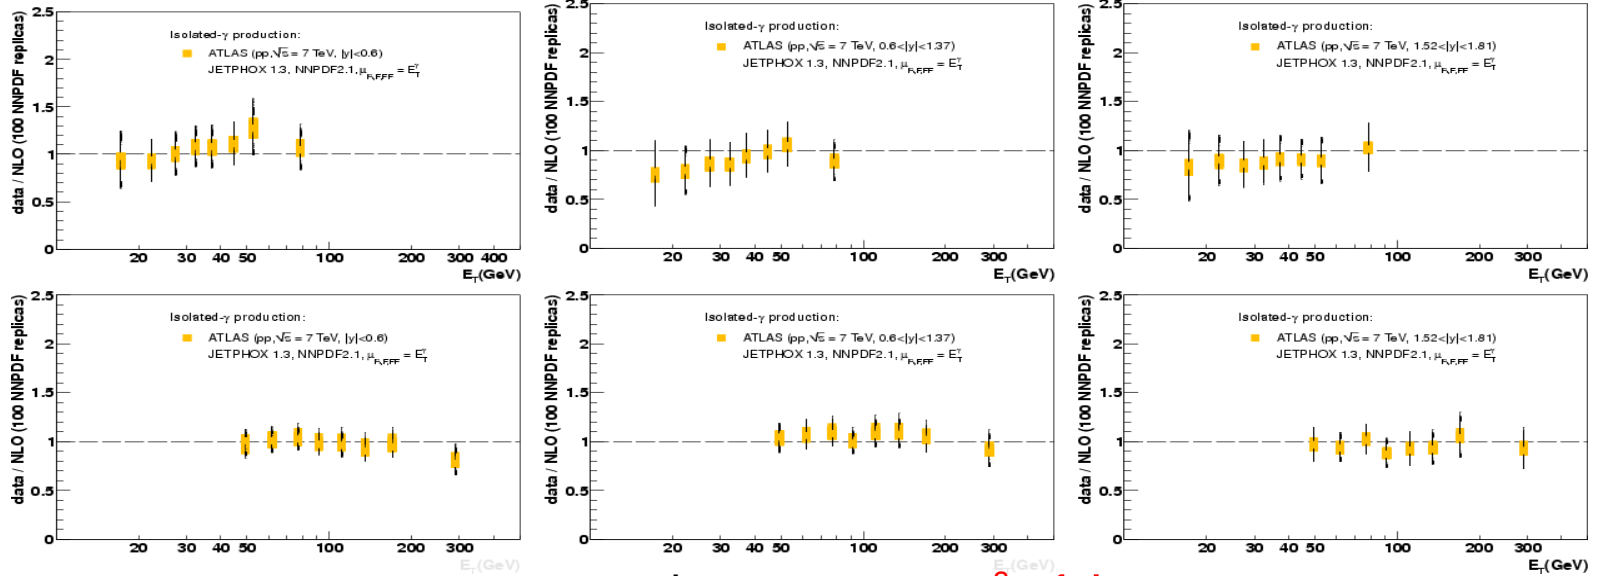 data / NLO (100 NNPDF replicas)
2.5
2
1.5
1
0.5
0
Isolated-γ production:
ATLAS (pp,√s = 7 TeV, |y|<0.6)
JETPHOX 1.3, NNPDF2.1, μR,F,FF = ETγ
20 30 40 50 100 200 300 400
ET(GeV)
data / NLO (100 NNPDF replicas)
2.5
2
1.5
1
0.5
0
Isolated-γ production:
ATLAS (pp,√s = 7 TeV, 0.6<|y|<1.37)
JETPHOX 1.3, NNPDF2.1, μR,F,FF = ETγ
20 30 40 50 100 200 300
ET(GeV)
data / NLO (100 NNPDF replicas)
2.5
2
1.5
1
0.5
0
Isolated-γ production:
ATLAS (pp,√s = 7 TeV, 1.52<|y|<1.81)
JETPHOX 1.3, NNPDF2.1, μR,F,FF = ETγ
20 30 40 50 100 200 300
ET(GeV)
data / NLO (100 NNPDF replicas)
2.5
2
1.5
1
0.5
0
Isolated-γ production:
ATLAS (pp,√s = 7 TeV, |y|<0.6)
JETPHOX 1.3, NNPDF2.1, μR,F,FF = ETγ
20 30 40 50 100 200 300
ET(GeV)
data / NLO (100 NNPDF replicas)
2.5
2
1.5
1
0.5
0
Isolated-γ production:
ATLAS (pp,√s = 7 TeV, 0.6<|y|<1.37)
JETPHOX 1.3, NNPDF2.1, μR,F,FF = ETγ
20 30 40 50 100 200 300
ET(GeV)
data / NLO (100 NNPDF replicas)
2.5
2
1.5
1
0.5
0
Isolated-γ production:
ATLAS (pp,√s = 7 TeV, 1.52<|y|<1.81)
JETPHOX 1.3, NNPDF2.1, μR,F,FF = ETγ
20 30 40 50 100 200 300
ET(GeV)